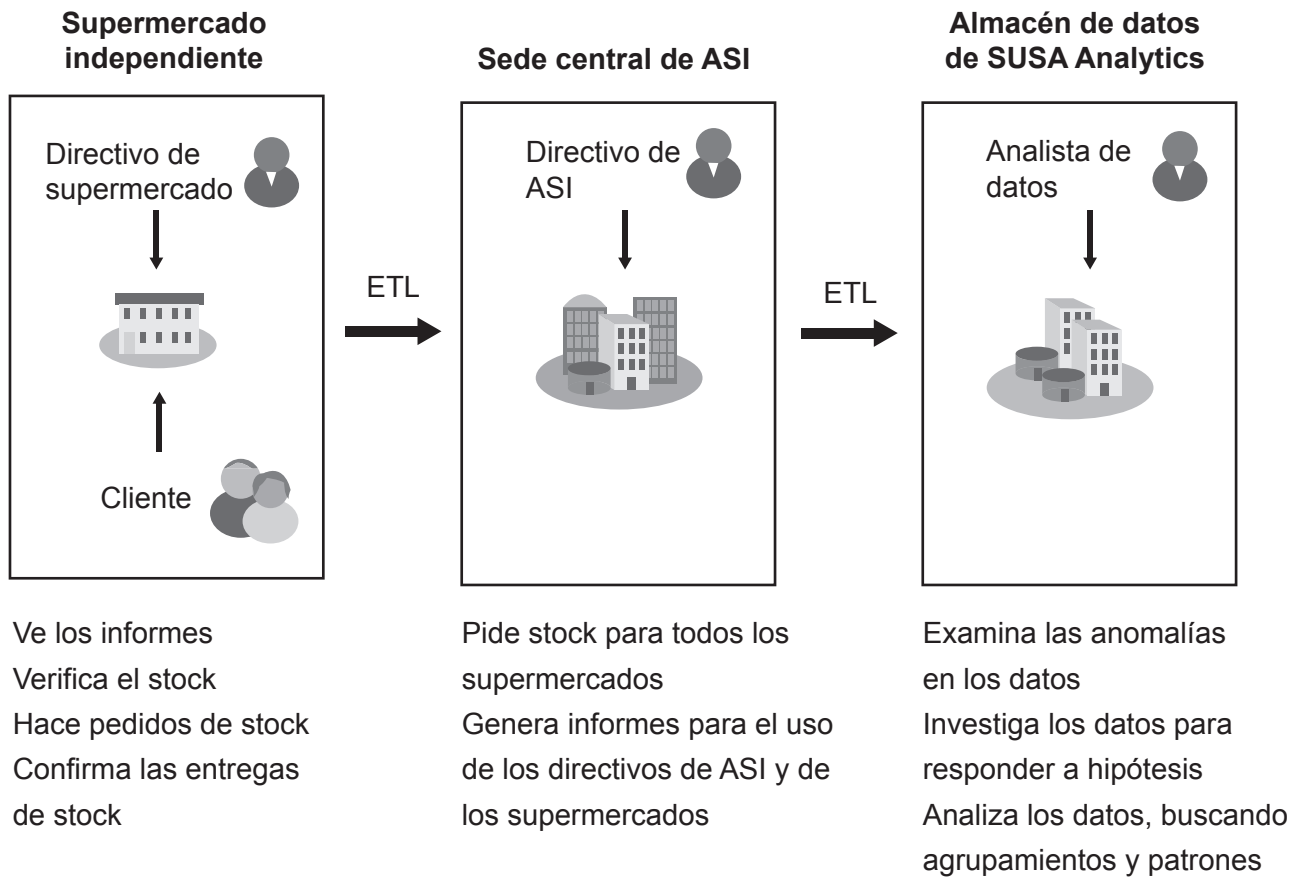 Supermercado
independiente
Sede central de ASI
Almacén de datos
de SUSA Analytics
Directivo de
supermercado
Cliente
ETL
Directivo de
ASI
ETL
Analista de
datos
Ve los informes
Verifica el stock
Hace pedidos de stock
Confirma las entregas
de stock
Pide stock para todos los
supermercados
Genera informes para el uso
de los directivos de ASI y de
los supermercados
Examina las anomalías
en los datos
Investiga los datos para
responder a hipótesis
Analiza los datos, buscando
agrupamientos y patrones